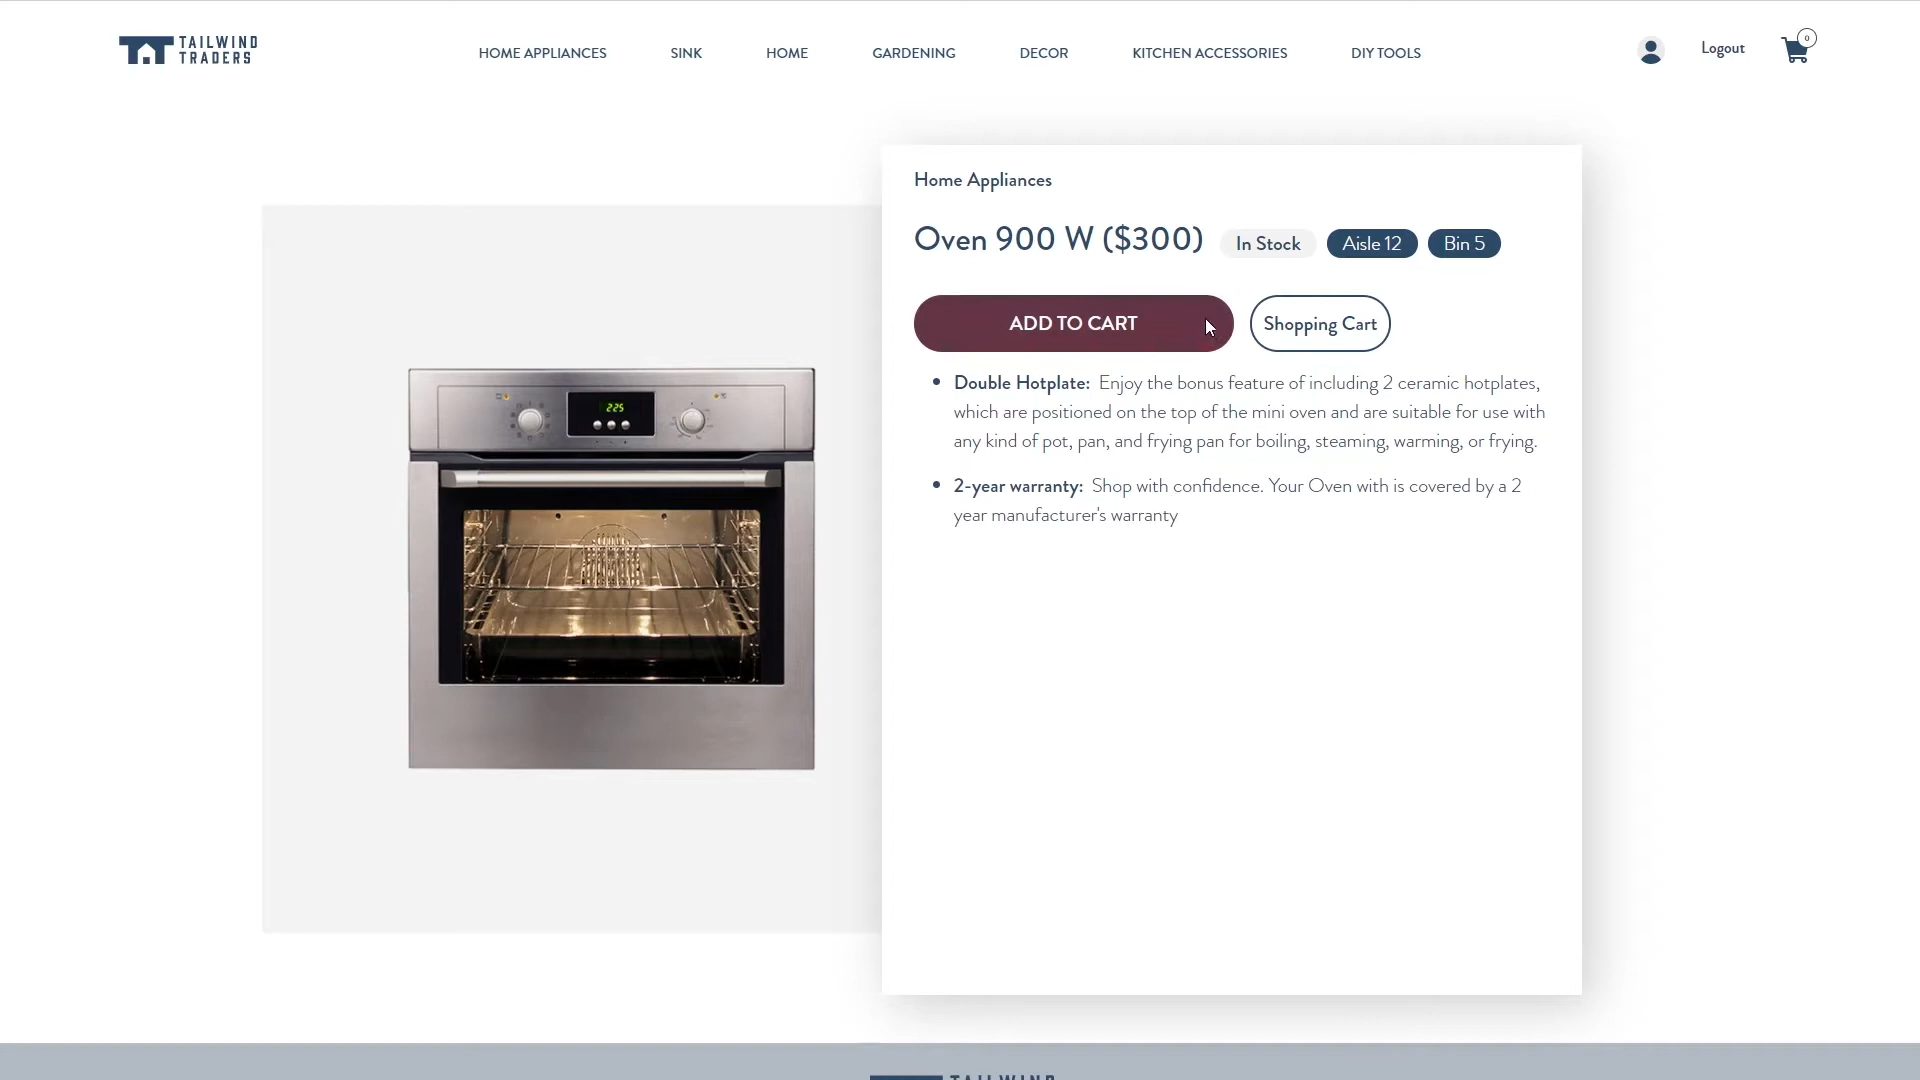 TAILWIND
TRADERS
HOME APPLIANCES
SINK
HOME
GARDENING
DECOR
KITCHEN ACCESSORIES
DIY TOOLS
Logout
0
Home Appliances
Oven 900 W ($300)
In Stock
Aisle 12
Bin 5
ADD TO CART
Shopping Cart
2:25
Double Hotplate: Enjoy the bonus feature of including 2 ceramic hotplates,
which are positioned on the top of the mini oven and are suitable for use with
any kind of pot, pan, and frying pan for boiling, steaming, warming, or frying.
2-year warranty: Shop with confidence. Your Oven with is covered by a 2
year manufacturer's warranty
TAILWIND